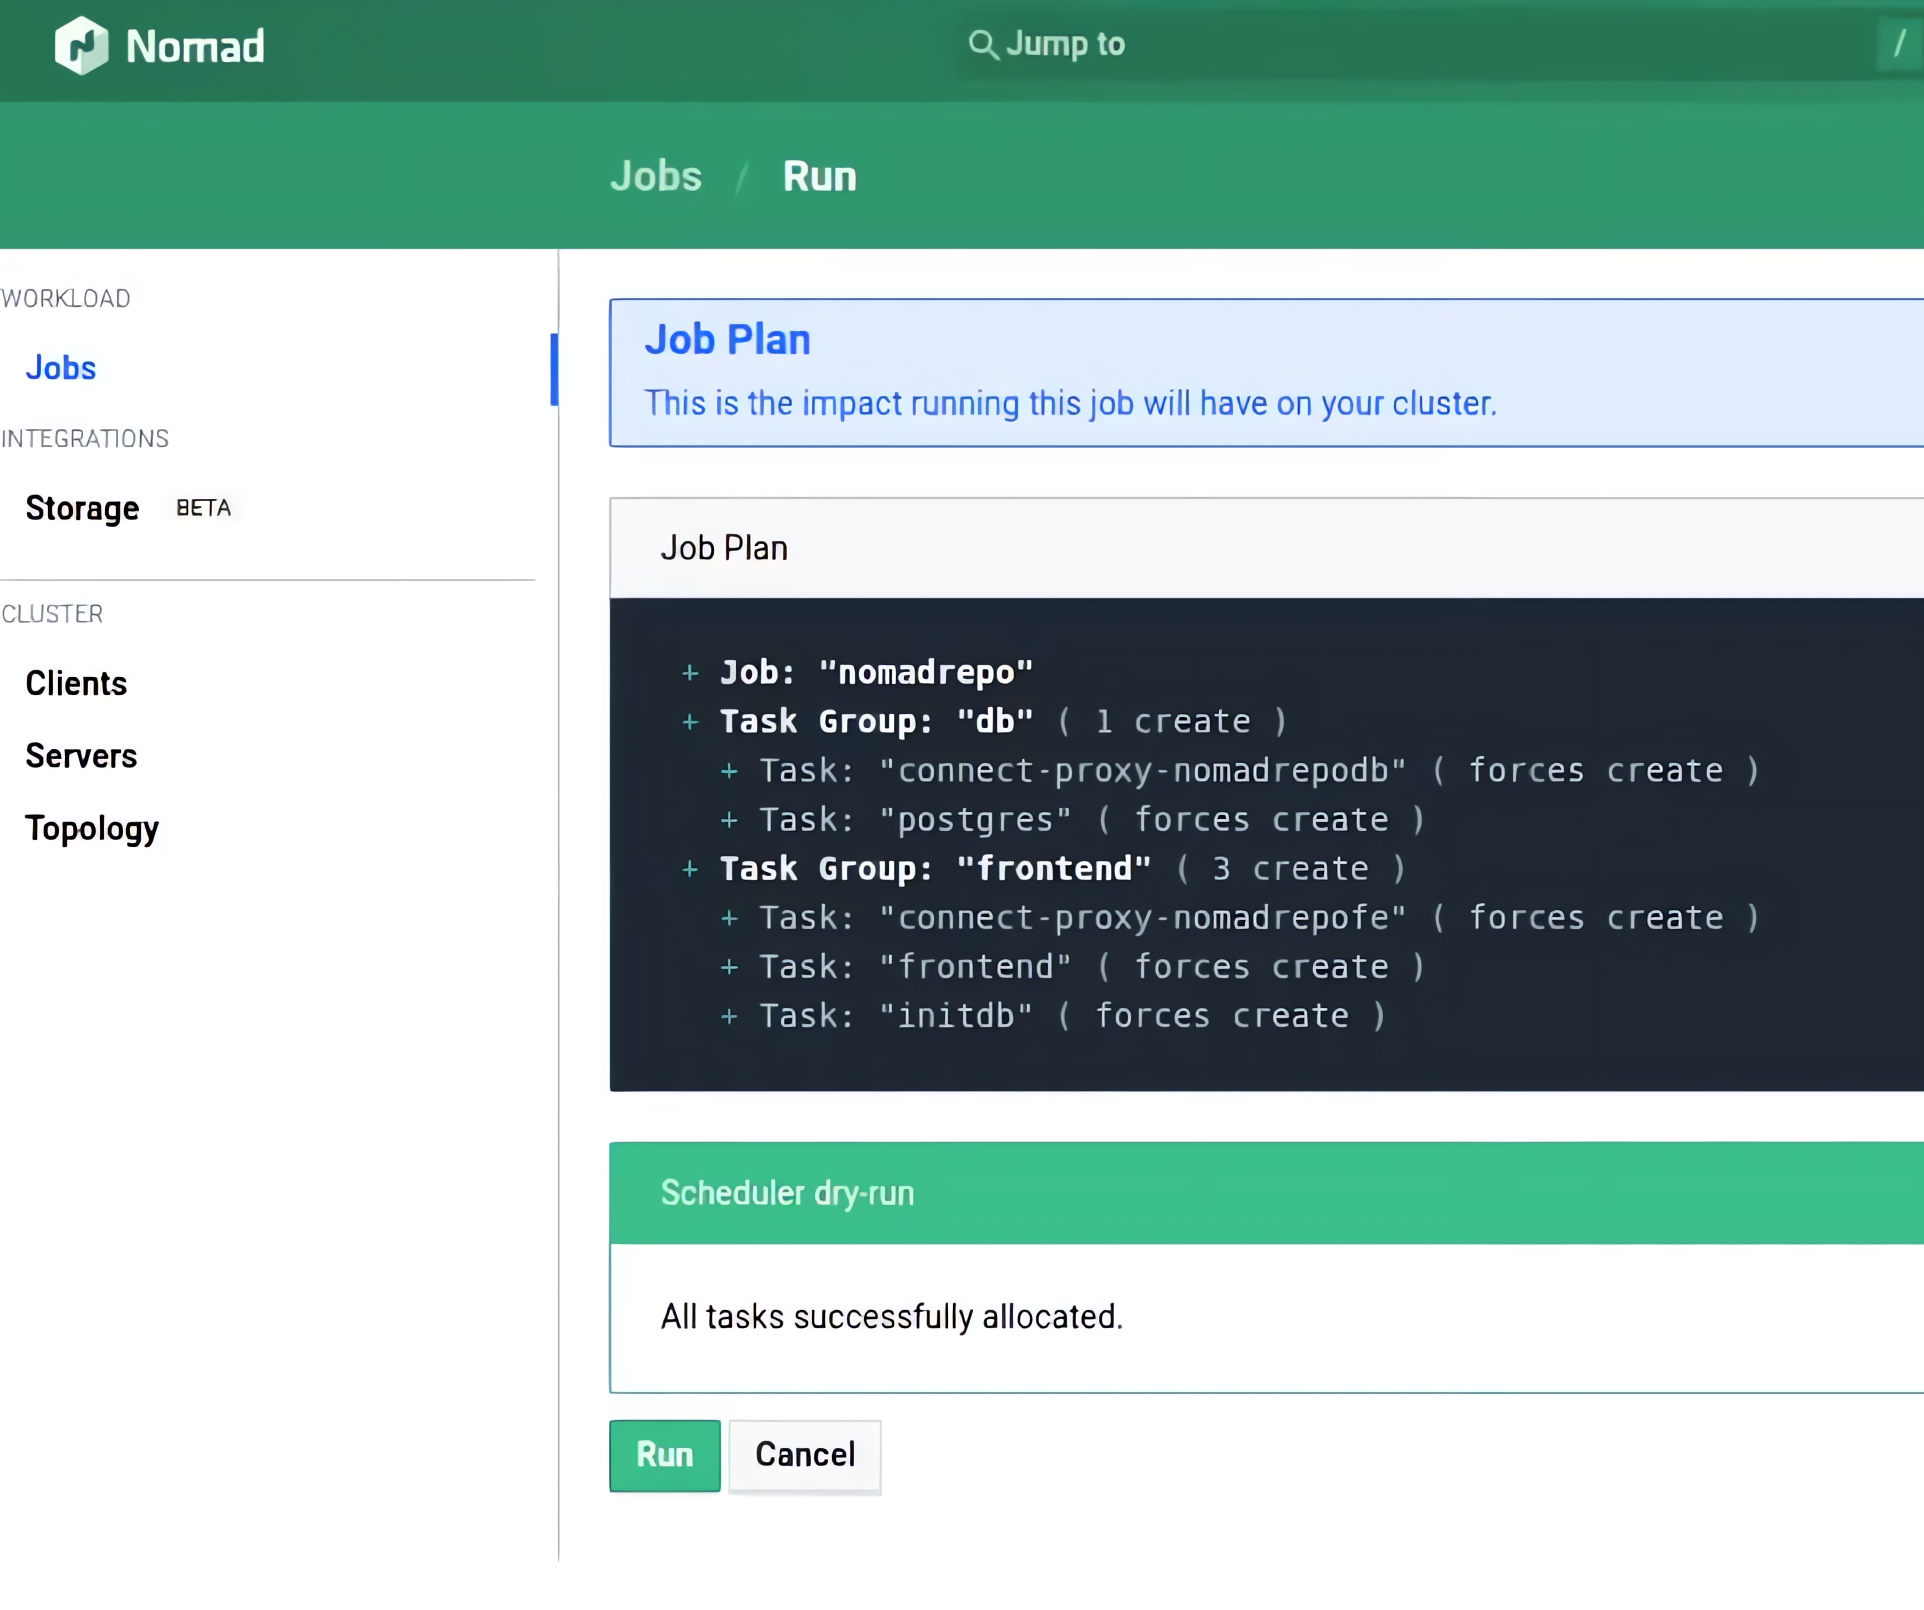 Nomad
Jump to
/
Jobs / Run
WORKLOAD
Jobs
INTEGRATIONS
Storage BETA
CLUSTER
Clients
Servers
Topology
Job Plan
This is the impact running this job will have on your cluster.
Job Plan
+ Job: "nomadrepo"
+ Task Group: "db" ( 1 create )
+ Task: "connect-proxy-nomadrepodb" ( forces create )
+ Task: "postgres" ( forces create )
+ Task Group: "frontend" ( 3 create )
+ Task: "connect-proxy-nomadrepofe" ( forces create )
+ Task: "frontend" ( forces create )
+ Task: "initdb" ( forces create )
Scheduler dry-run
All tasks successfully allocated.
Run Cancel